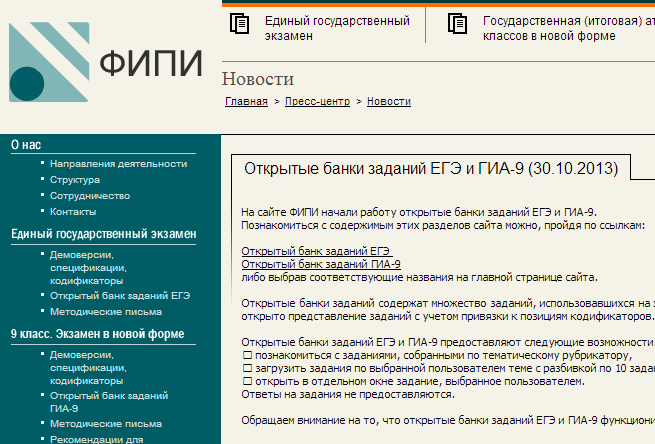 ФИПИ
Единый государственный
экзамен
Государственная (итоговая)
классов в новой форме
Новости
Главная > Пресс-центр > Новости
О нас
Направления деятельности
Структура
Сотрудничество
Контакты
Единый государственный экзамен
Демоверсии,
спецификации,
кодификаторы
Открытый банк заданий ЕГЭ
Методические письма
9 класс. Экзамен в новой форме
Демоверсии,
спецификации,
кодификаторы
Открытый банк заданий
ГИА-9
Методические письма
Рекомендации для
Открытые банки заданий ЕГЭ и ГИА-9 (30.10.2013)
На сайте ФИПИ начали работу открытые банки заданий ЕГЭ и ГИА-9.
Познакомиться с содержимым этих разделов сайта можно, пройдя по ссылкам:
Открытый банк заданий ЕГЭ
Открытый банк заданий ГИА-9
либо выбрав соответствующие названия на главной странице сайта.
Открытые банки заданий содержат множество заданий, использовавшихся на
открыто представление заданий с учетом привязки к позициям кодификаторов.
Открытые банки заданий ЕГЭ и ГИА-9 предоставляют следующие возможности
□ познакомиться с заданиями, собранными по тематическому рубрикатору,
□ загрузить задания по выбранной пользователем теме с разбивкой по 10
□ открыть в отдельном окне задание, выбранное пользователем.
Ответы на задания не предоставляются.
Обращаем внимание на то, что открытые банки заданий ЕГЭ и ГИА-9